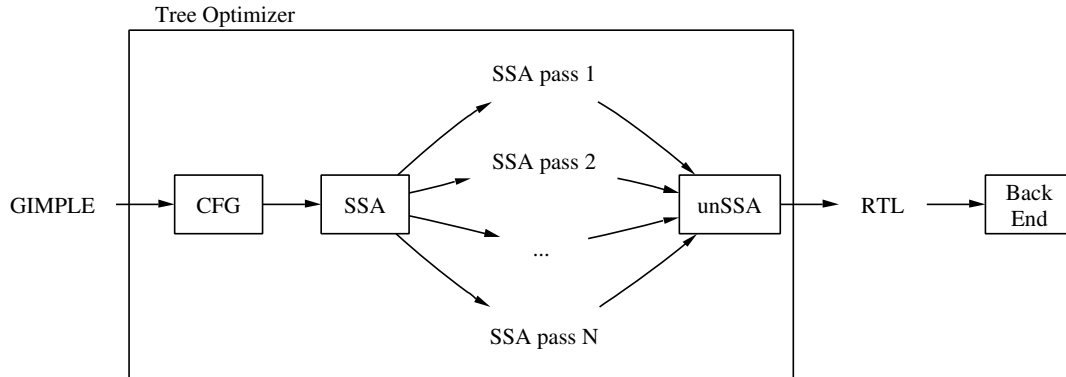 Tree Optimizer
SSA pass 1
SSA pass 2
GIMPLE
CFG
SSA
unSSA
RTL
Back
End
...
SSA pass N